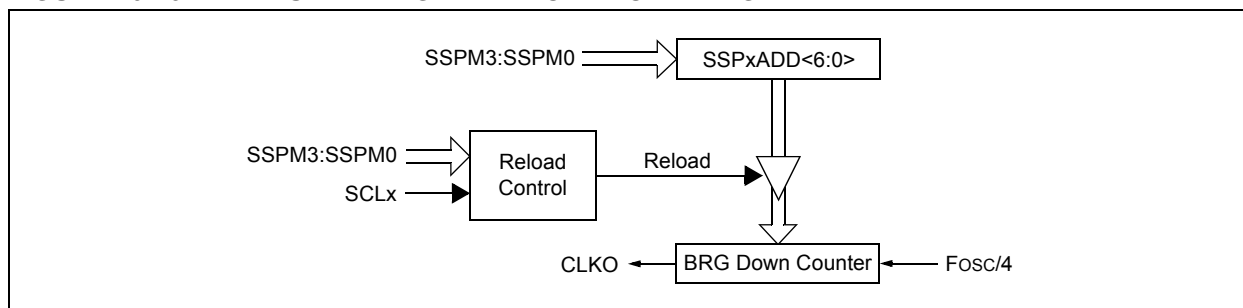 SSPM3:SSPM0
SSPxADD<6:0>
SSPM3:SSPM0
SCLx
Reload
Control
Reload
CLKO
BRG Down Counter
FOSC/4